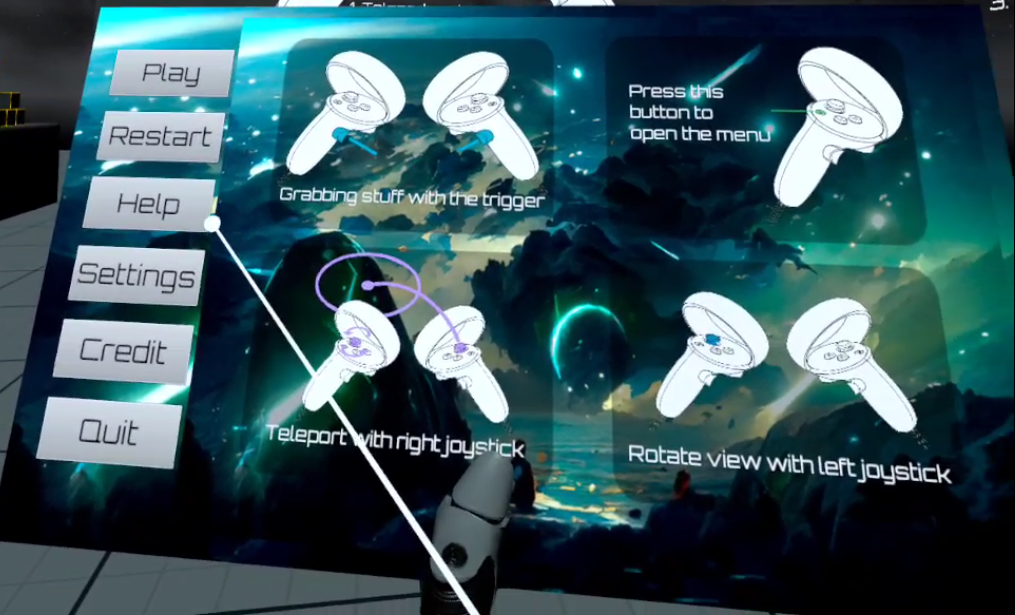 Play
Restart
Help
Settings
Credit
Quit
Grabbing stuff with the trigger
Press this
button to
open the menu
Teleport with right joystick
Rotate view with left joystick
3.